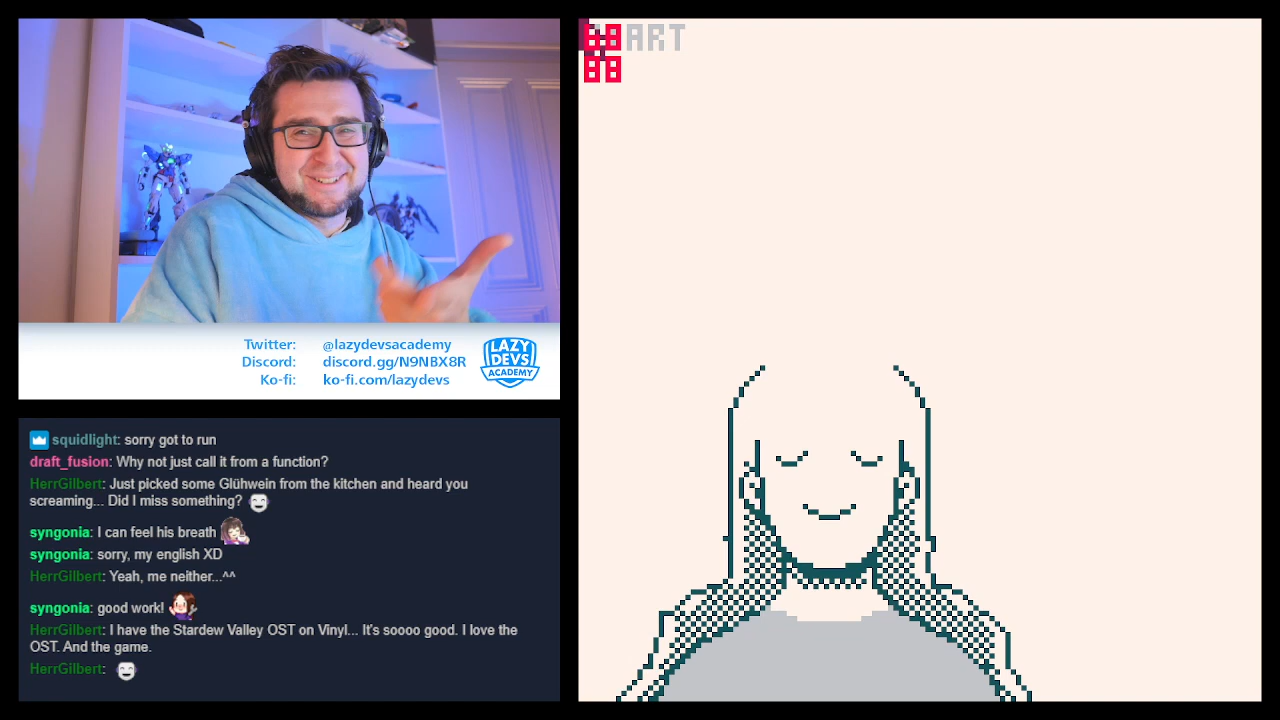 ART
88
Twitter: @lazydevsacademy
Discord: discord.gg/N9NBX8R
Ko-fi: ko-fi.com/lazydevs
LAZY
DEVS
ACADEMY
squidlight: sorry got to run
draft_fusion: Why not just call it from a function?
HerrGilbert: Just picked some Glühwein from the kitchen and heard you
screaming... Did I miss something?
syngonia: I can feel his breath
syngonia: sorry, my english XD
HerrGilbert: Yeah, me neither...^^
syngonia: good work!
HerrGilbert: I have the Stardew Valley OST on Vinyl... It's soooo good. I love the
OST. And the game.
HerrGilbert: